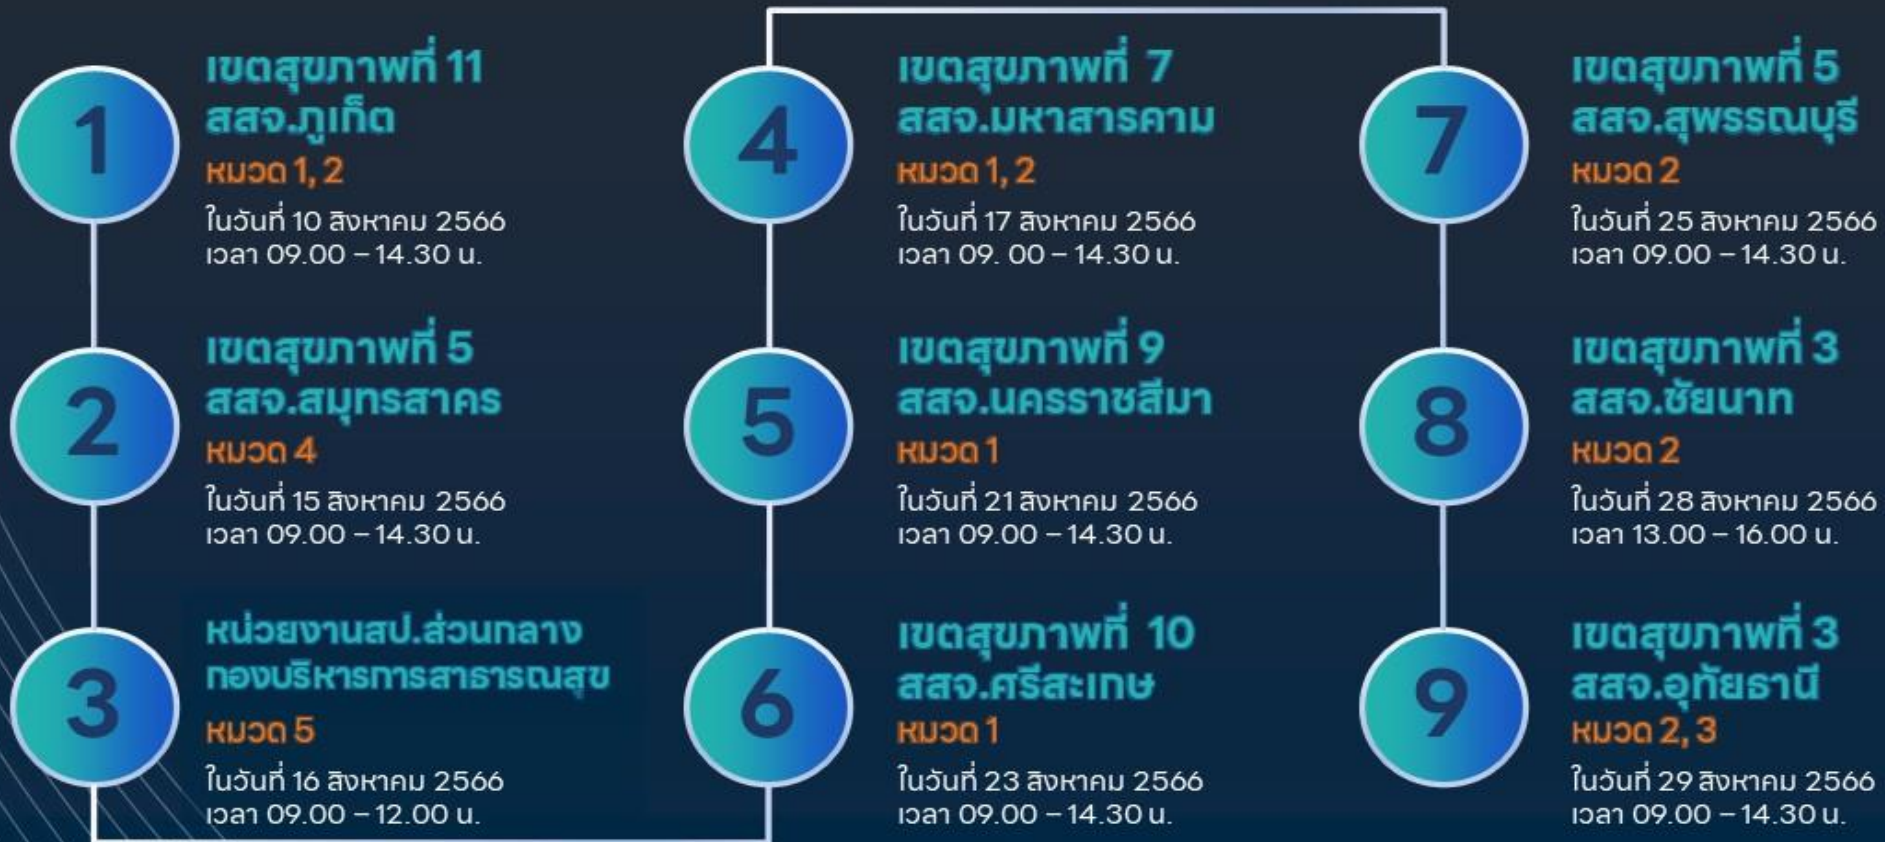 1
เขตสุขภาพที่ 11
สสจ.ภูเก็ต
หมวด 1, 2
ในวันที่ 10 สิงหาคม 2566
เวลา 09.00 – 14.30 น.
2
เขตสุขภาพที่ 5
สสจ.สมุทรสาคร
หมวด 4
ในวันที่ 15 สิงหาคม 2566
เวลา 09.00 – 14.30 น.
3
หน่วยงานสป.ส่วนกลาง
กองบริหารการสาธารณสุข
หมวด 5
ในวันที่ 16 สิงหาคม 2566
เวลา 09.00 – 12.00 น.
4
เขตสุขภาพที่ 7
สสจ.มหาสารคาม
หมวด 1, 2
ในวันที่ 17 สิงหาคม 2566
เวลา 09. 00 – 14.30 น.
5
เขตสุขภาพที่ 9
สสจ.นครราชสีมา
หมวด 1
ในวันที่ 21 สิงหาคม 2566
เวลา 09.00 – 14.30 น.
6
เขตสุขภาพที่ 10
สสจ.ศรีสะเกษ
หมวด 1
ในวันที่ 23 สิงหาคม 2566
เวลา 09.00 – 14.30 น.
7
เขตสุขภาพที่ 5
สสจ.สุพรรณบุรี
หมวด 2
ในวันที่ 25 สิงหาคม 2566
เวลา 09.00 – 14.30 น.
8
เขตสุขภาพที่ 3
สสจ.ชัยนาท
หมวด 2
ในวันที่ 28 สิงหาคม 2566
เวลา 13.00 – 16.00 น.
9
เขตสุขภาพที่ 3
สสจ.อุทัยธานี
หมวด 2, 3
ในวันที่ 29 สิงหาคม 2566
เวลา 09.00 – 14.30 น.